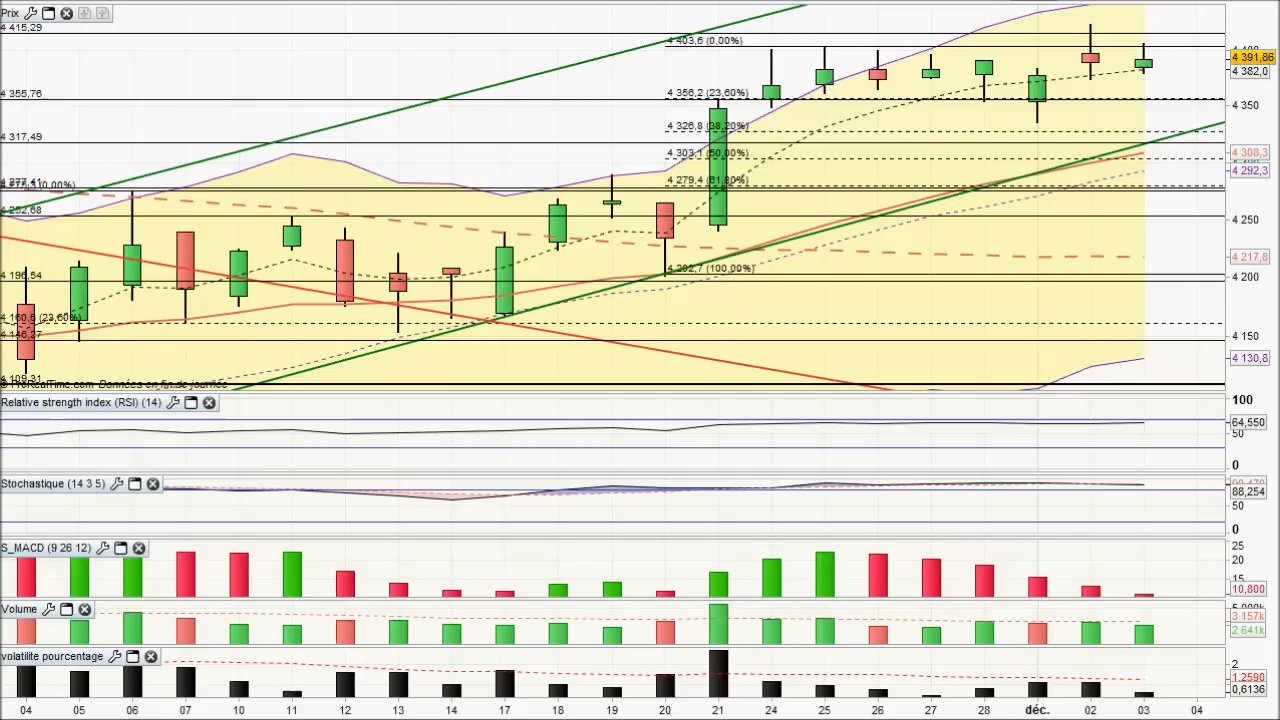 Prix
4 415,29
4 403,6 (0,00%)
4 391,86
4 382,0
4 355,76
4 356,2 (23,60%)
4 350
4 326,8 (38,20%)
4 317,49
4 303,1 (50,00%)
4 308,3
4 292,3
4 279,4 (61,80%)
4 250
4 217,8
4 202,7 (100,00%)
4 200
4 196,54
4 160,6 (23,60%)
4 150
4 130,8
4 109,31
© ProRealTime.com Données en fin de journée
Relative strength index (RSI) (14)
100
64,550
50
0
Stochastique (14 3 5)
88,254
50
0
S_MACD (9 26 12)
25
20
15
10,800
Volume
3 157k
2 641k
volatilite pourcentage
2
1,2590
0,6136
04 05 06 07 10 11 12 13 14 17 18 19 20 21 24 25 26 27 28 déc. 02 03 04